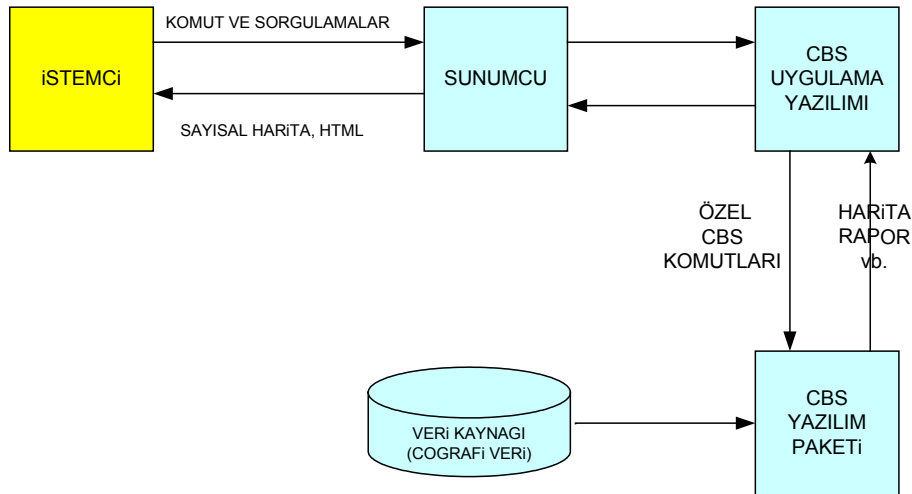 KOMUT VE SORGULAMALAR
iSTEMCi
SAYISAL HARiTA, HTML
SUNUMCU
CBS
UYGULAMA
YAZILIMI
ÖZEL
CBS
KOMUTLARI
HARiTA
RAPOR
vb.
VERi KAYNAGI
(COGRAFi VERi)
CBS
YAZILIM
PAKETi